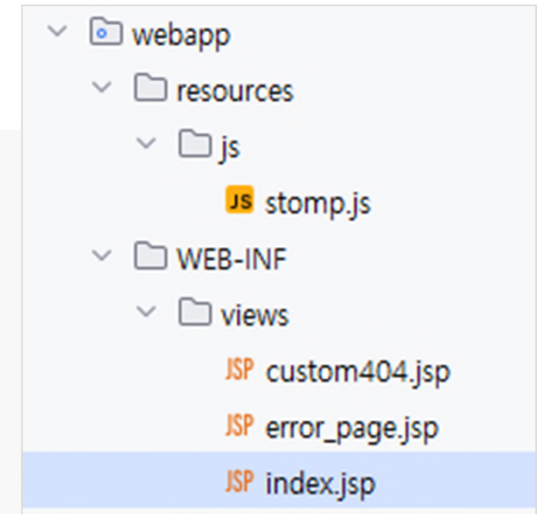 webapp
resources
js
JS stomp.js
WEB-INF
views
JSP custom404.jsp
JSP error_page.jsp
JSP index.jsp